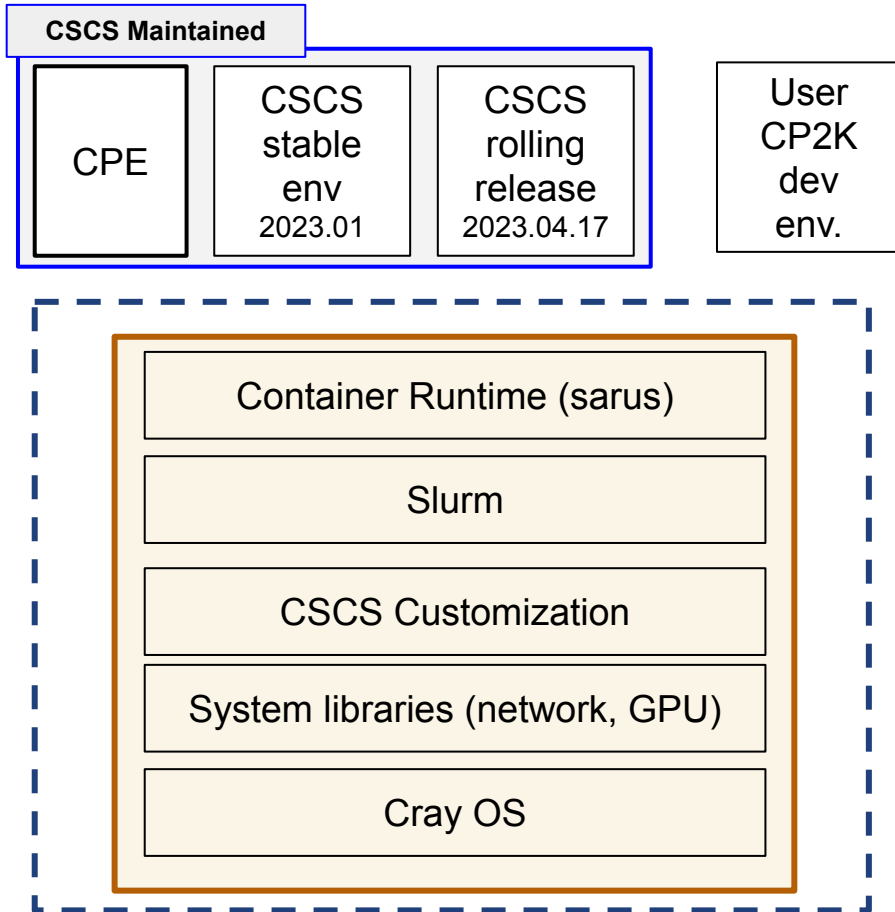 CSCS Maintained
CPE
CSCS
stable
env
2023.01
CSCS
rolling
release
2023.04.17
User
CP2K
dev
env.
Container Runtime (sarus)
Slurm
CSCS Customization
System libraries (network, GPU)
Cray OS